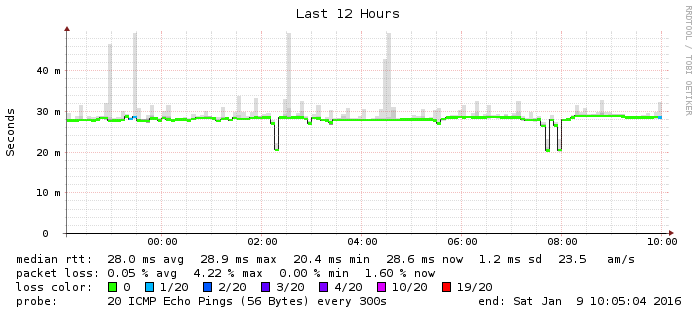 Last 12 Hours
RRDTOOL / TOBI OETIKER
Seconds
40 m
30 m
20 m
10 m
0
00:00 02:00 04:00 06:00 08:00 10:00
median rtt: 28.0 ms avg 28.9 ms max 20.4 ms min 28.6 ms now 1.2 ms sd 23.5 am/s
packet loss: 0.05 % avg 4.22 % max 0.00 % min 1.60 % now
loss color: 0 1/20 2/20 3/20 4/20 10/20 19/20
probe: 20 ICMP Echo Pings (56 Bytes) every 300s end: Sat Jan 9 10:05:04 2016